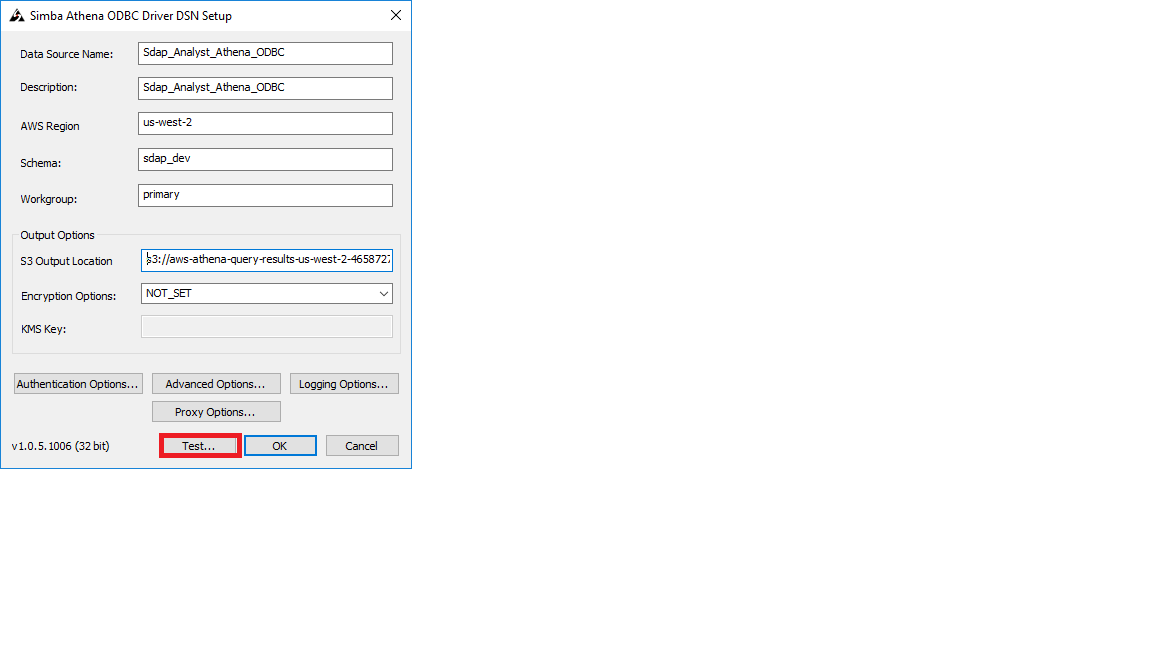 Simba Athena ODBC Driver DSN Setup
Data Source Name: Sdap_Analyst_Athena_ODBC
Description: Sdap_Analyst_Athena_ODBC
AWS Region us-west-2
Schema: sdap_dev
Workgroup: primary
Output Options
S3 Output Location s3://aws-athena-query-results-us-west-2-4658727
Encryption Options: NOT_SET
KMS Key:
Authentication Options... Advanced Options... Logging Options...
Proxy Options...
v1.0.5.1006 (32 bit) Test... OK Cancel